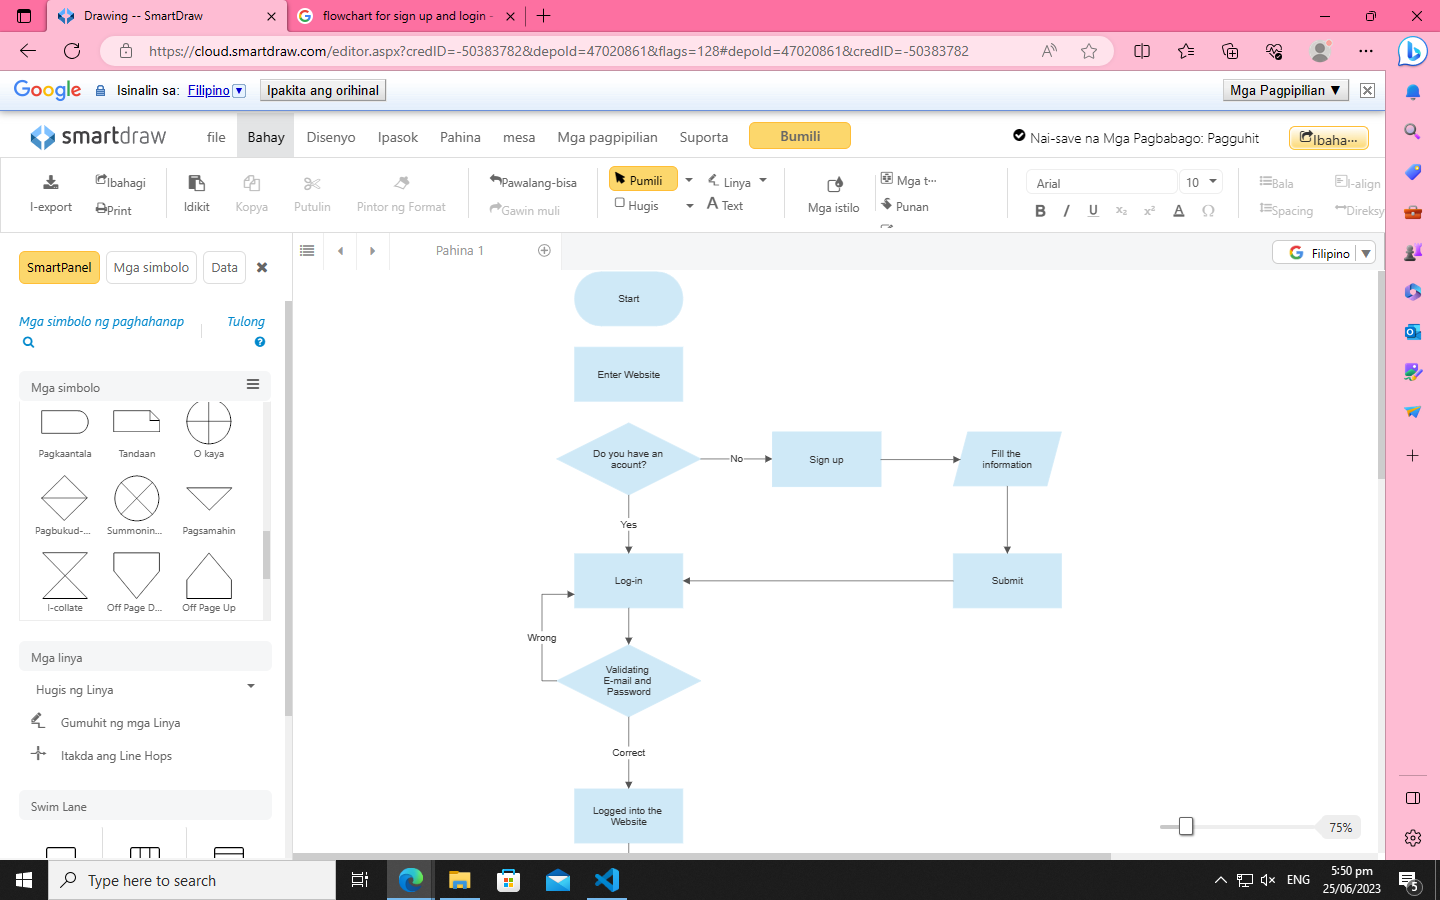 Drawing -- SmartDraw
flowchart for sign up and login -
https://cloud.smartdraw.com/editor.aspx?credID=-50383782&depoId=47020861&flags=128#depoId=47020861&credID=-50383782
Google
Isinalin sa: Filipino
Ipakita ang orihinal
Mga Pagpipilian ▼
smartdraw
file
Bahay
Disenyo
Ipasok
Pahina
mesa
Mga pagpipilian
Suporta
Bumili
Nai-save na Mga Pagbabago: Pagguhit
Ibaha...
I-export
Ibahagi
Print
Idikit
Kopya
Putulin
Pintor ng Format
Pawalang-bisa
Gawin muli
Pumili
Hugis
Linya
A Text
Mga istilo
Mga t...
Punan
Arial
10
B I U x₂ x² A Ω
Bala
Spacing
I-align
Direksy
SmartPanel
Mga simbolo
Data
Mga simbolo ng paghahanap
Tulong
Mga simbolo
Pagkaantala
Tandaan
O kaya
Pagbukud-...
Summonin...
Pagsamahin
I-collate
Off Page D...
Off Page Up
Mga linya
Hugis ng Linya
Gumuhit ng mga Linya
Itakda ang Line Hops
Swim Lane
Pahina 1
Filipino
Start
Enter Website
Do you have an
acount?
No
Sign up
Fill the
information
Yes
Log-in
Submit
Wrong
Validating
E-mail and
Password
Correct
Logged into the
Website
75%
Type here to search
ENG
5:50 pm
25/06/2023
5